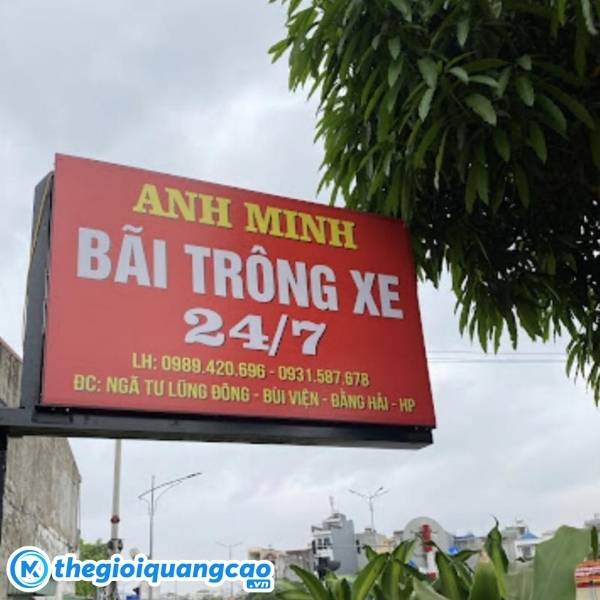 ANH MINH
BÃI TRÔNG XE
24/7
LH: 0989.420.696 - 0931.587.678
ĐC: NGÃ TƯ LŨNG ĐÔNG - BÙI VIỆN - ĐẰNG HẢI - HP
thegioiquangcao.vn